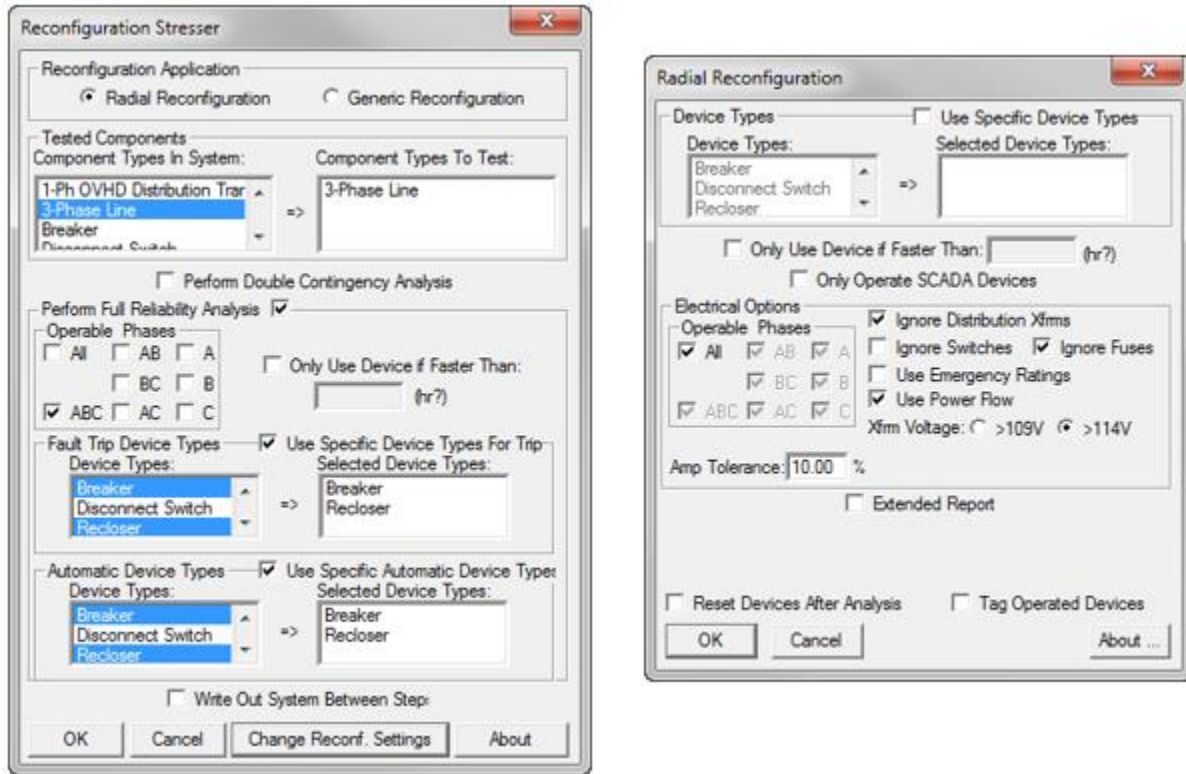 Reconfiguration Stresser
Reconfiguration Application
Radial Reconfiguration Generic Reconfiguration
Tested Components
Component Types In System: Component Types To Test:
1-Ph OVHD Distribution Trar 3-Phase Line
3-Phase Line
=>
Breaker
Disconnect Switch
Perform Double Contingency Analysis
Perform Full Reliability Analysis
Operable Phases
All AB A
Only Use Device if Faster Than:
BC B
(hr?)
ABC AC C
Fault Trip Device Types Use Specific Device Types For Trip
Device Types: Selected Device Types:
Breaker Breaker
Disconnect Switch => Recloser
Recloser
Automatic Device Types Use Specific Automatic Device Types
Device Types: Selected Device Types:
Breaker Breaker
Disconnect Switch => Recloser
Recloser
Write Out System Between Step
OK Cancel Change Reconf. Settings About
Radial Reconfiguration
Device Types Use Specific Device Types
Device Types: Selected Device Types:
Breaker
Disconnect Switch =>
Recloser
Only Use Device if Faster Than: (hr?)
Only Operate SCADA Devices
Electrical Options
Operable Phases Ignore Distribution Xfrms
All AB A Ignore Switches Ignore Fuses
BC B Use Emergency Ratings
ABC AC C Use Power Flow
Xfrm Voltage: >109V >114V
Amp Tolerance: 10.00 %
Extended Report
Reset Devices After Analysis Tag Operated Devices
OK Cancel About ...